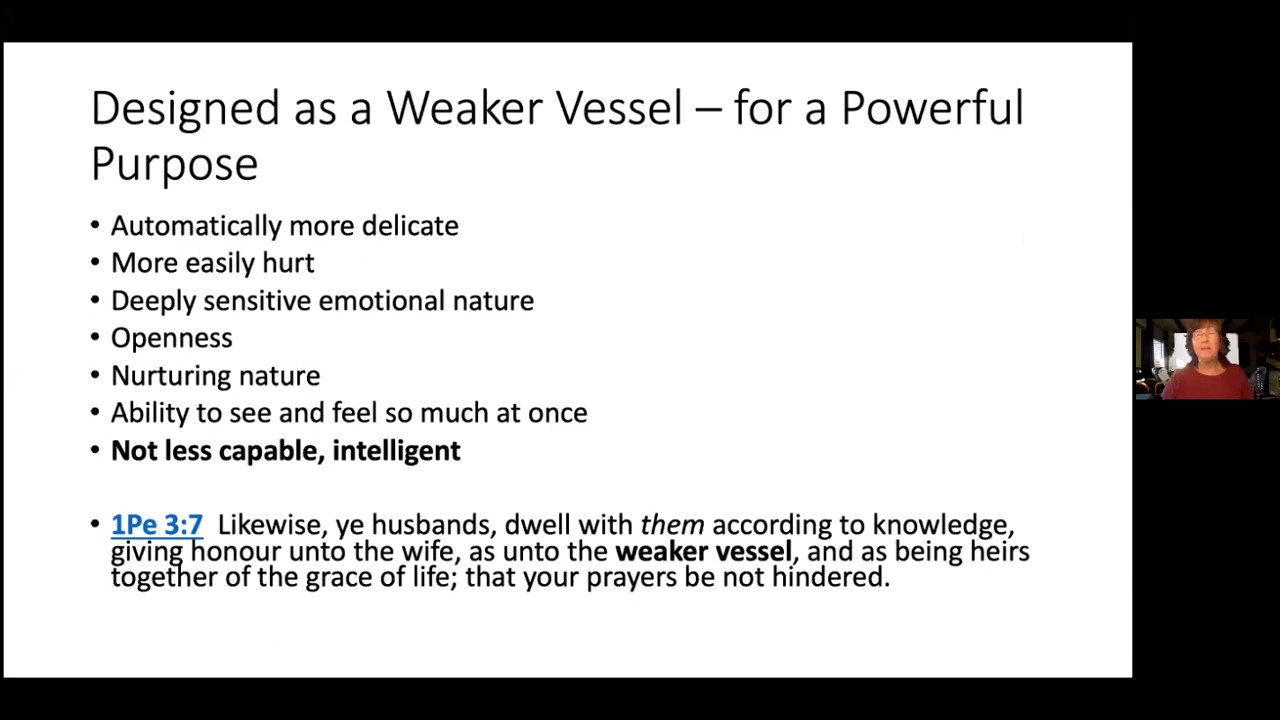 Designed as a Weaker Vessel – for a Powerful
Purpose
• Automatically more delicate
• More easily hurt
• Deeply sensitive emotional nature
• Openness
• Nurturing nature
• Ability to see and feel so much at once
• Not less capable, intelligent
• 1Pe 3:7 Likewise, ye husbands, dwell with them according to knowledge,
giving honour unto the wife, as unto the weaker vessel, and as being heirs
together of the grace of life; that your prayers be not hindered.